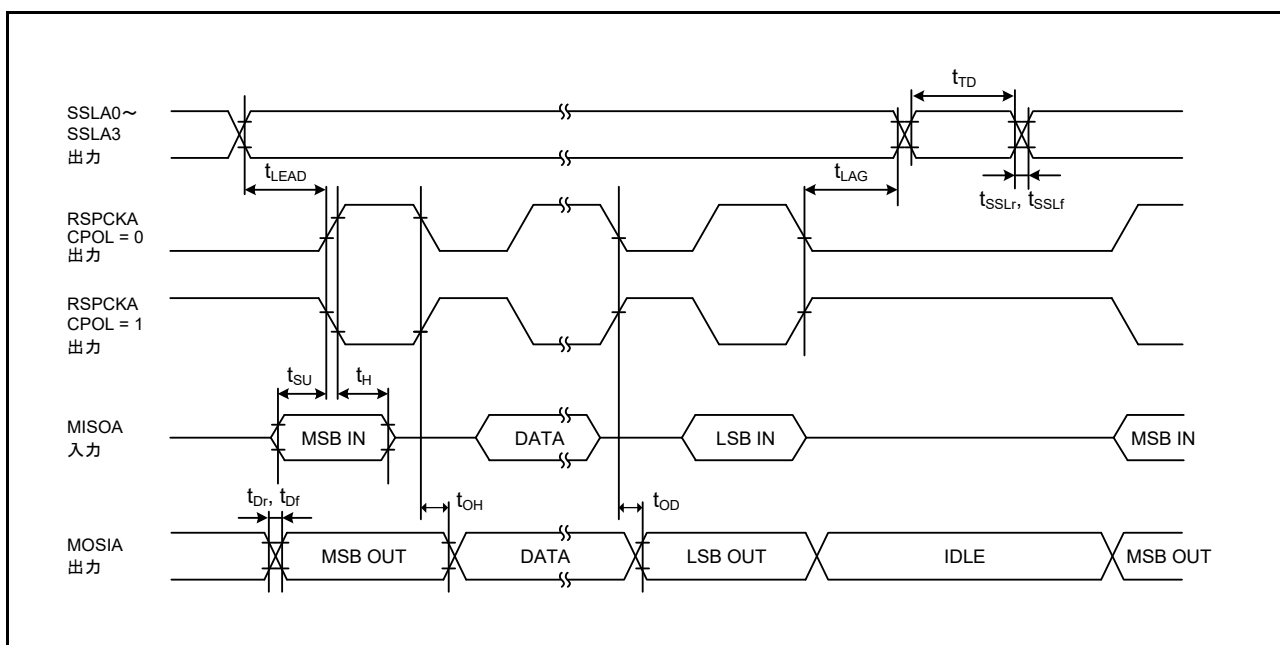 SSLA0～
SSLA3
出力
tTD
tLEAD
tLAG
tSSLr, tSSLf
RSPCKA
CPOL = 0
出力
RSPCKA
CPOL = 1
出力
tSU
tH
MISOA
入力
MSB IN
DATA
LSB IN
MSB IN
tDr, tDf
tOH
tOD
MOSIA
出力
MSB OUT
DATA
LSB OUT
IDLE
MSB OUT